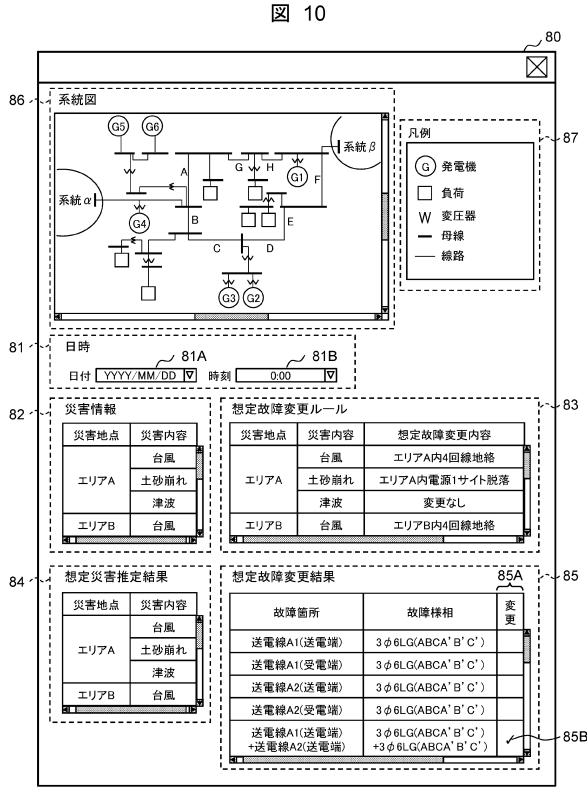 図 10
80
86
系統図
G5
G6
A
G
H
G1
F
系統β
系統α
G4
B
E
C
D
G3
G2
87
凡例
G 発電機
負荷
変圧器
母線
線路
81
日時
81A
81B
日付 YYYY/MM/DD 時刻 0:00
82
災害情報
災害地点 災害内容
台風
エリアA 土砂崩れ
津波
エリアB 台風
83
想定故障変更ルール
災害地点 災害内容 想定故障変更内容
台風 エリアA内4回線地絡
エリアA 土砂崩れ エリアA内電源1サイト脱落
津波 変更なし
エリアB 台風 エリアB内4回線地絡
84
想定災害推定結果
災害地点 災害内容
台風
エリアA 土砂崩れ
津波
エリアB 台風
85
想定故障変更結果
85A
故障箇所 故障様相 変更
送電線A1(送電端) 3φ6LG(ABCA'B'C')
送電線A1(受電端) 3φ6LG(ABCA'B'C')
送電線A2(送電端) 3φ6LG(ABCA'B'C')
送電線A2(受電端) 3φ6LG(ABCA'B'C')
送電線A1(送電端) 3φ6LG(ABCA'B'C')
+送電線A2(送電端) +3φ6LG(ABCA'B'C') ✓
85B